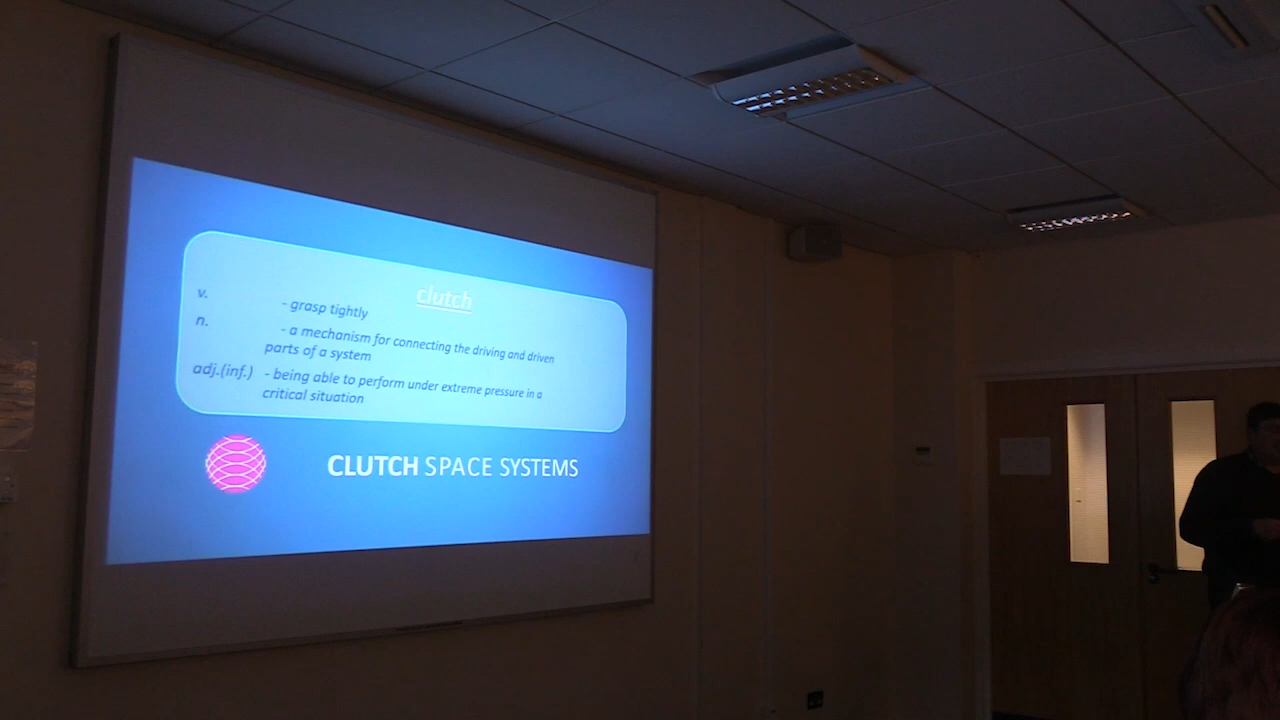 clutch
v. - grasp tightly
n. - a mechanism for connecting the driving and driven
parts of a system
adj.(inf.) - being able to perform under extreme pressure in a
critical situation
CLUTCH SPACE SYSTEMS